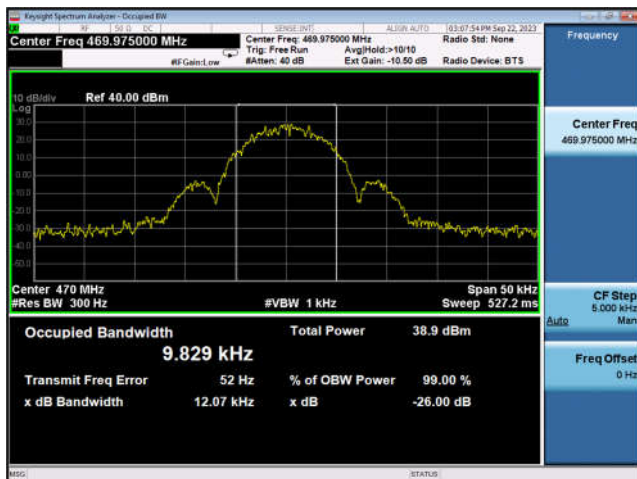 Keysight Spectrum Analyzer - Occupied BW
RF 50 Ω DC SENSE:INT ALIGN AUTO 03:07:54 PM Sep 22, 2023
Center Freq 469.975000 MHz
Center Freq: 469.975000 MHz Radio Std: None
Trig: Free Run Avg|Hold:>10/10
#IFGain:Low #Atten: 40 dB Ext Gain: -10.50 dB Radio Device: BTS
Frequency
10 dB/div Ref 40.00 dBm
Log
30.0
20.0
10.0
0.00
-10.0
-20.0
-30.0
-40.0
-50.0
Center Freq
469.975000 MHz
Center 470 MHz Span 50 kHz
#Res BW 300 Hz #VBW 1 kHz Sweep 527.2 ms
CF Step
5.000 kHz
Auto Man
Occupied Bandwidth Total Power 38.9 dBm
9.829 kHz
Transmit Freq Error 52 Hz % of OBW Power 99.00 %
x dB Bandwidth 12.07 kHz x dB -26.00 dB
Freq Offset
0 Hz
MSG STATUS